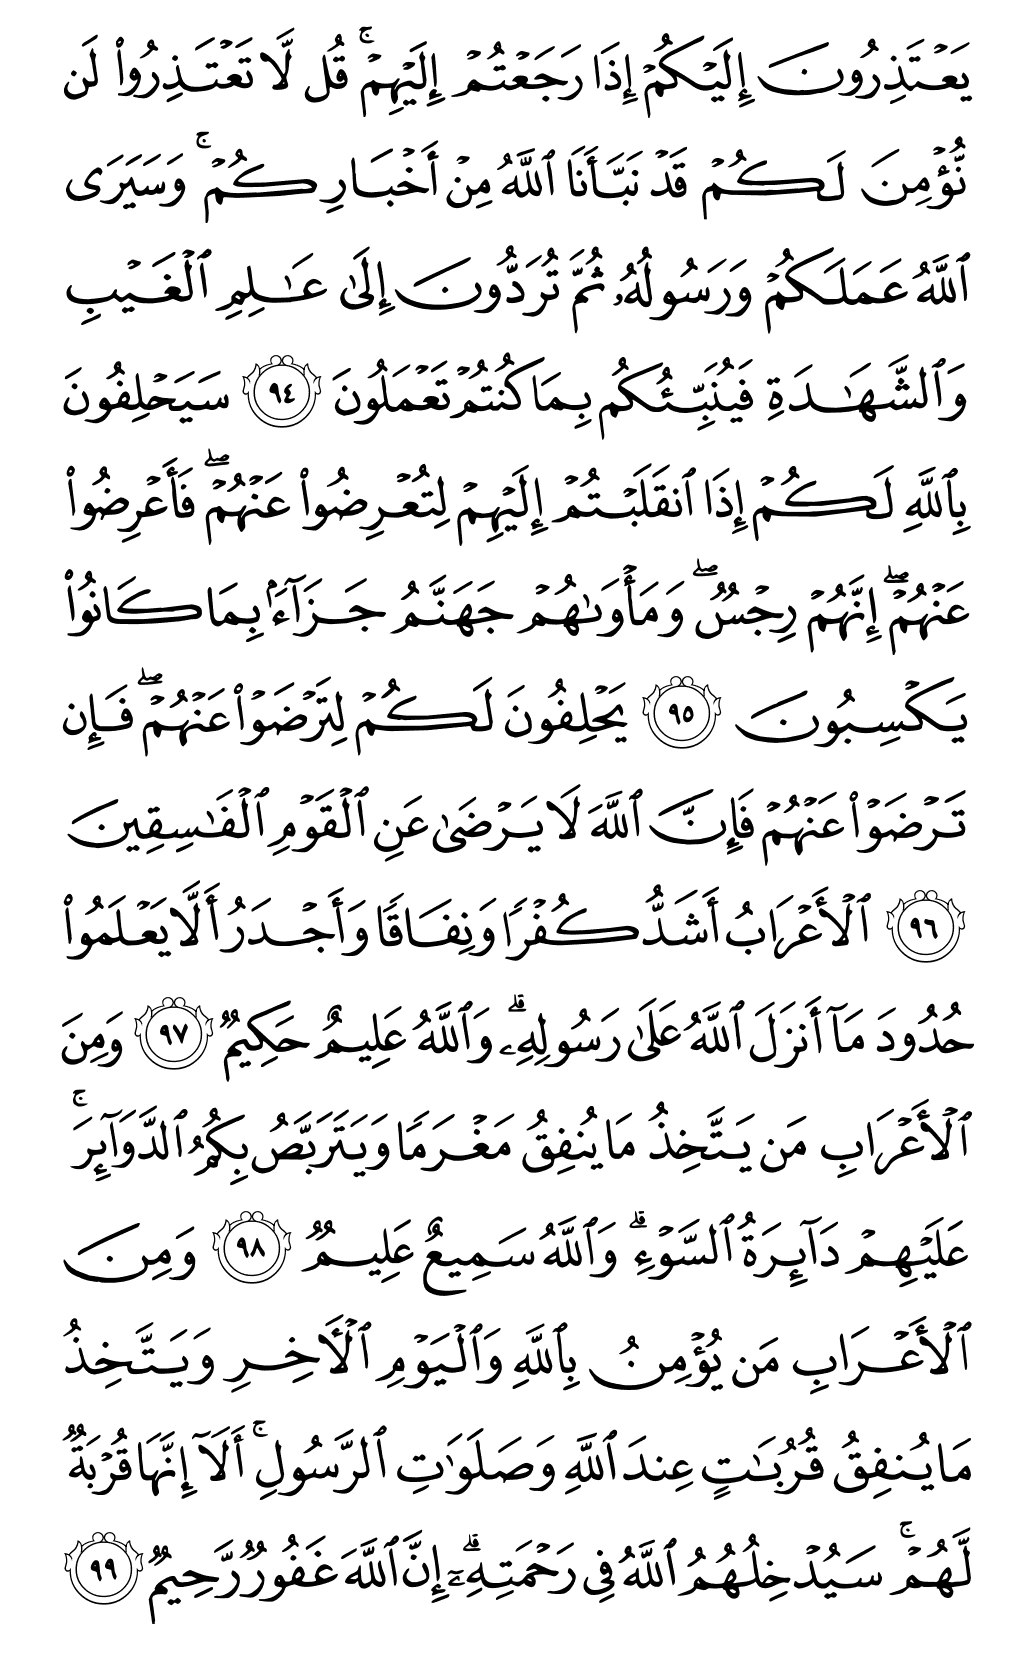 يَعْتَذِرُونَ إِلَيْكُمْ إِذَا رَجَعْتُمْ إِلَيْهِمْ ۚ قُل لَّا تَعْتَذِرُوا۟ لَن
نُّؤْمِنَ لَكُمْ قَدْ نَبَّأَنَا ٱللَّهُ مِنْ أَخْبَارِكُمْ ۚ وَسَيَرَى
ٱللَّهُ عَمَلَكُمْ وَرَسُولُهُۥ ثُمَّ تُرَدُّونَ إِلَىٰ عَـٰلِمِ ٱلْغَيْبِ
وَٱلشَّهَـٰدَةِ فَيُنَبِّئُكُم بِمَا كُنتُمْ تَعْمَلُونَ ٩٤ سَيَحْلِفُونَ
بِٱللَّهِ لَكُمْ إِذَا ٱنقَلَبْتُمْ إِلَيْهِمْ لِتُعْرِضُوا۟ عَنْهُمْ ۖ فَأَعْرِضُوا۟
عَنْهُمْ ۖ إِنَّهُمْ رِجْسٌ ۖ وَمَأْوَىٰهُمْ جَهَنَّمُ جَزَآءًۢ بِمَا كَانُوا۟
يَكْسِبُونَ ٩٥ يَحْلِفُونَ لَكُمْ لِتَرْضَوْا۟ عَنْهُمْ ۖ فَإِن
تَرْضَوْا۟ عَنْهُمْ فَإِنَّ ٱللَّهَ لَا يَرْضَىٰ عَنِ ٱلْقَوْمِ ٱلْفَـٰسِقِينَ
٩٦ ٱلْأَعْرَابُ أَشَدُّ كُفْرًا وَنِفَاقًا وَأَجْدَرُ أَلَّا يَعْلَمُوا۟
حُدُودَ مَآ أَنزَلَ ٱللَّهُ عَلَىٰ رَسُولِهِۦ ۗ وَٱللَّهُ عَلِيمٌ حَكِيمٌ ٩٧ وَمِنَ
ٱلْأَعْرَابِ مَن يَتَّخِذُ مَا يُنفِقُ مَغْرَمًا وَيَتَرَبَّصُ بِكُمُ ٱلدَّوَآئِرَ ۚ
عَلَيْهِمْ دَآئِرَةُ ٱلسَّوْءِ ۗ وَٱللَّهُ سَمِيعٌ عَلِيمٌ ٩٨ وَمِنَ
ٱلْأَعْرَابِ مَن يُؤْمِنُ بِٱللَّهِ وَٱلْيَوْمِ ٱلْـَٔاخِرِ وَيَتَّخِذُ
مَا يُنفِقُ قُرُبَـٰتٍ عِندَ ٱللَّهِ وَصَلَوَٰتِ ٱلرَّسُولِ ۚ أَلَآ إِنَّهَا قُرْبَةٌ
لَّهُمْ ۚ سَيُدْخِلُهُمُ ٱللَّهُ فِى رَحْمَتِهِۦٓ ۗ إِنَّ ٱللَّهَ غَفُورٌ رَّحِيمٌ ٩٩